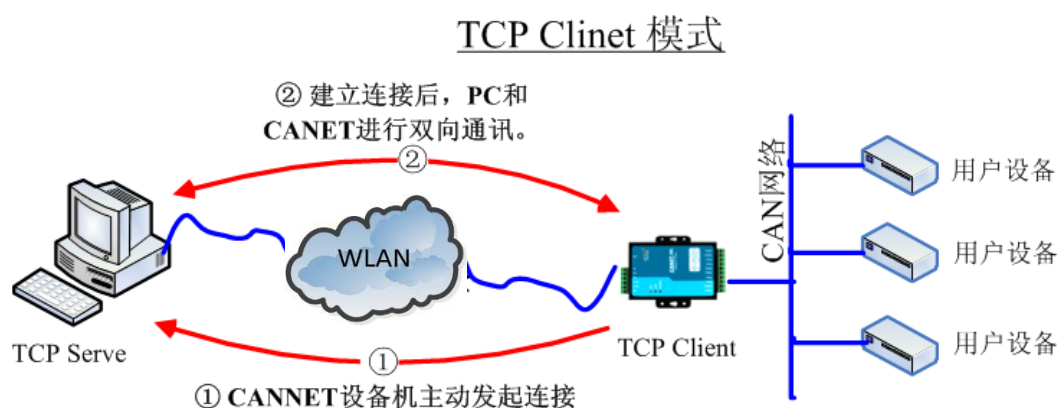 TCP Clinet 模式
② 建立连接后，PC和
CANET进行双向通讯。
②
CAN网络
用户设备
WLAN
用户设备
用户设备
TCP Serve
TCP Client
①
① CANNET设备机主动发起连接